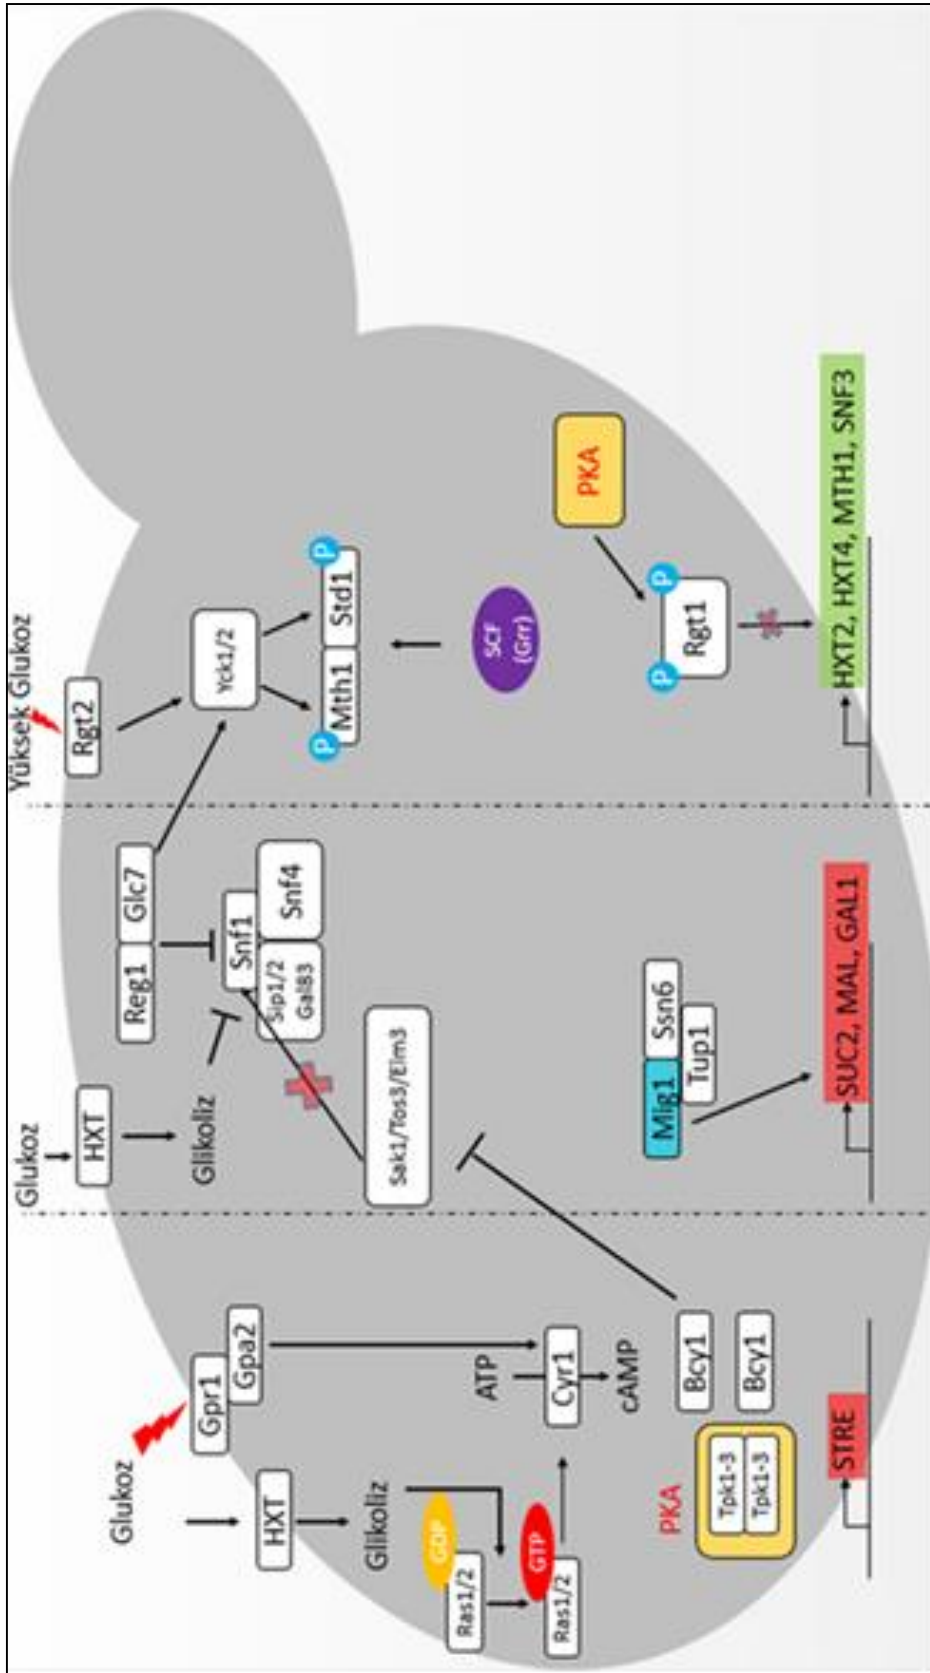 Glukoz
HXT
Glikoliz
GDP
Ras1/2
GTP
Ras1/2
Gpr1
Gpa2
ATP
Cyr1
cAMP
PKA
Tpk1-3
Tpk1-3
Bcy1
Bcy1
STRE
Glukoz
HXT
Glikoliz
Reg1
Glc7
Snf1
Sip1/2
Gal83
Snf4
Sak1/Tos3/Elm3
Mig1
Ssn6
Tup1
SUC2, MAL, GAL1
Yüksek Glukoz
Rgt2
Yck1/2
P
Mth1
Std1
P
SCF
(Grr)
PKA
P
Rgt1
P
HXT2, HXT4, MTH1, SNF3